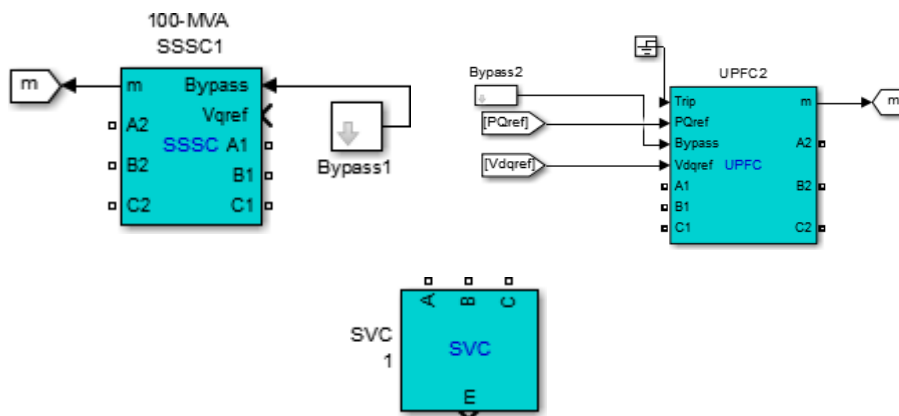 100-MVA
SSSC1
m
m
Bypass
Vqref
A2
SSSC
A1
B2
B1
C2
C1
Bypass1
UPFC2
Bypass2
[PQref]
[Vdqref]
Trip
m
PQref
Bypass
A2
Vdqref
UPFC
A1
B2
B1
C1
C2
m
SVC
1
A
B
C
SVC
m